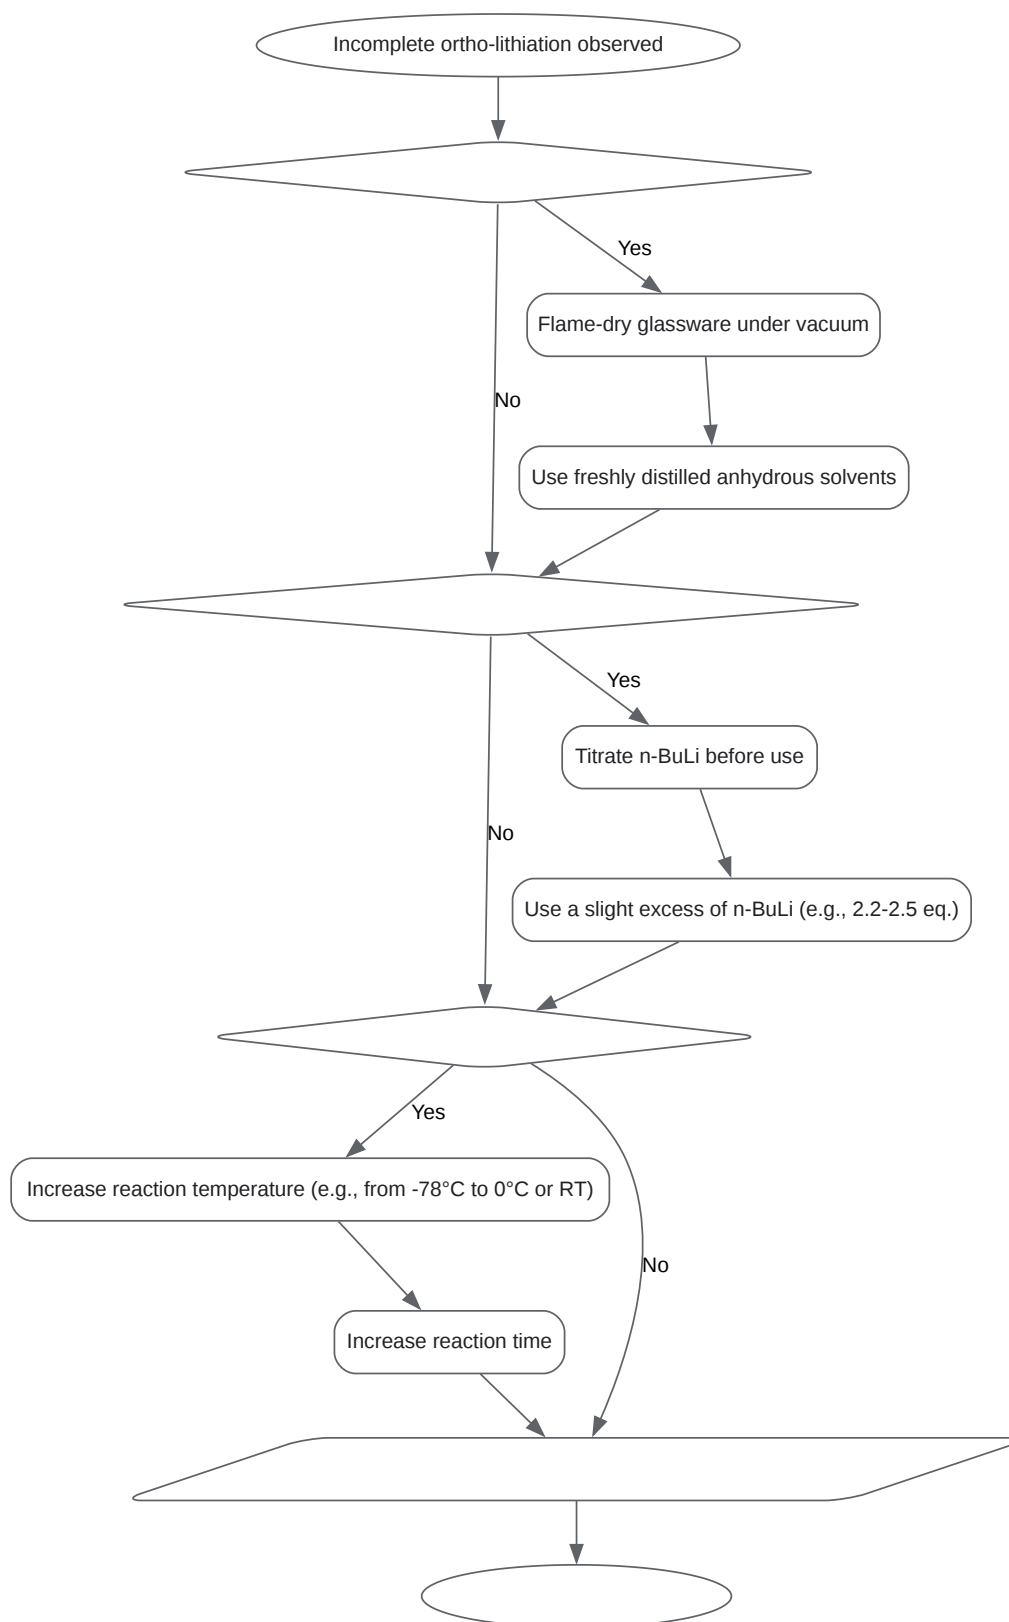 Incomplete ortho-lithiation observed
Yes
Flame-dry glassware under vacuum
No
Use freshly distilled anhydrous solvents
Yes
Titrate n-BuLi before use
No
Use a slight excess of n-BuLi (e.g., 2.2-2.5 eq.)
Yes
Increase reaction temperature (e.g., from -78°C to 0°C or RT)
No
Increase reaction time